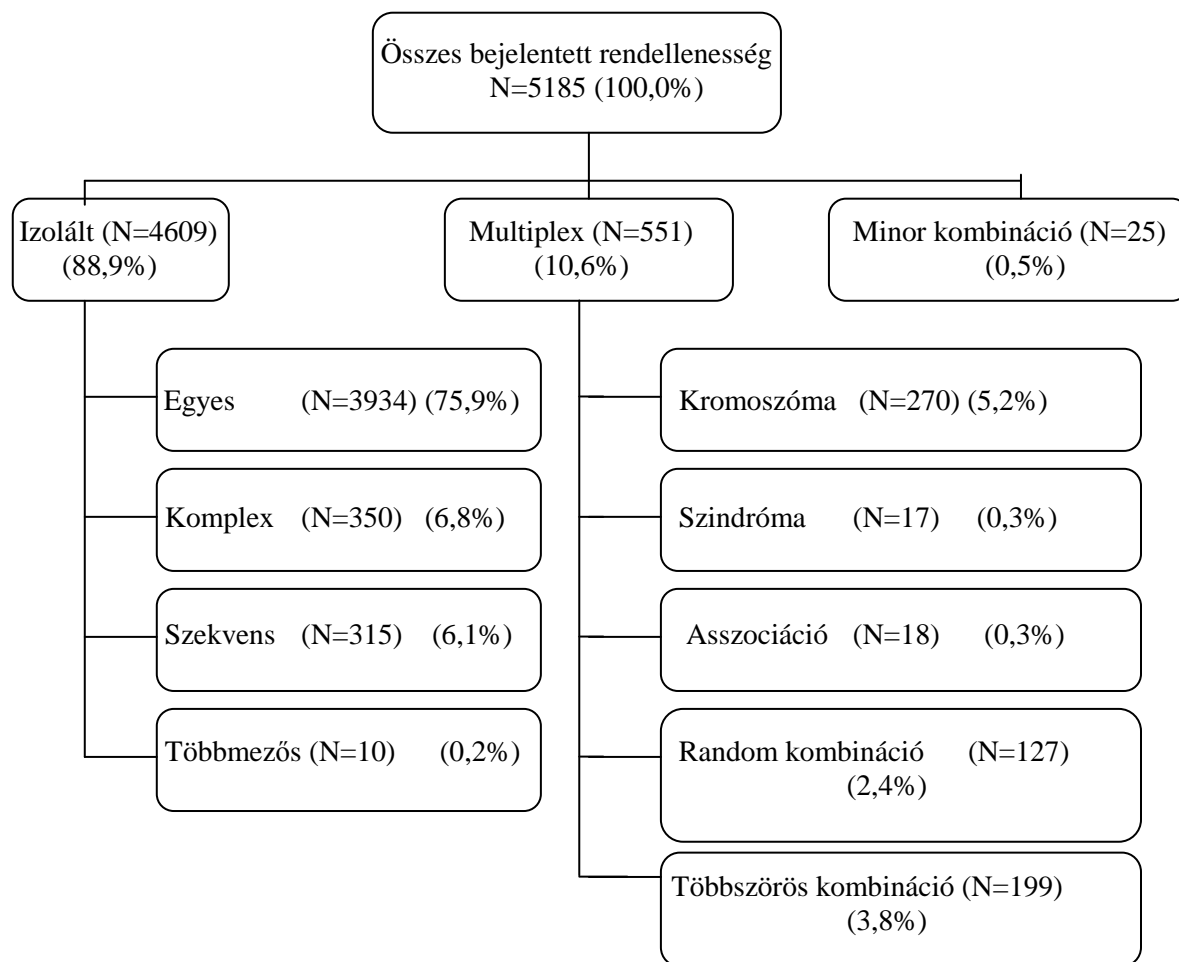 Összes bejelentett rendellenesség
N=5185 (100,0%)
Izolált (N=4609)
(88,9%)
Multiplex (N=551)
(10,6%)
Minor kombináció (N=25)
(0,5%)
Egyes (N=3934) (75,9%)
Komplex (N=350) (6,8%)
Szekvens (N=315) (6,1%)
Többmezős (N=10) (0,2%)
Kromoszóma (N=270) (5,2%)
Szindróma (N=17) (0,3%)
Asszociáció (N=18) (0,3%)
Random kombináció (N=127)
(2,4%)
Többszörös kombináció (N=199)
(3,8%)